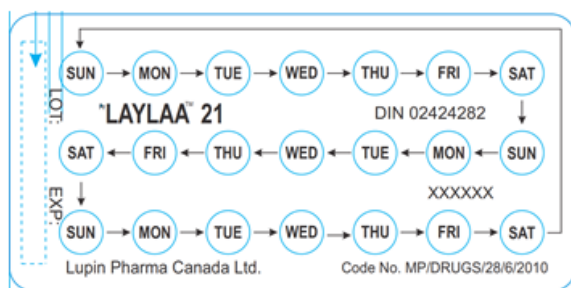 SUN MON TUE WED THU FRI SAT
LOT:
*LAYLAA™ 21 DIN 02424282
SAT FRI THU WED TUE MON SUN
EXP:
XXXXXX
SUN MON TUE WED THU FRI SAT
Lupin Pharma Canada Ltd. Code No. MP/DRUGS/28/6/2010